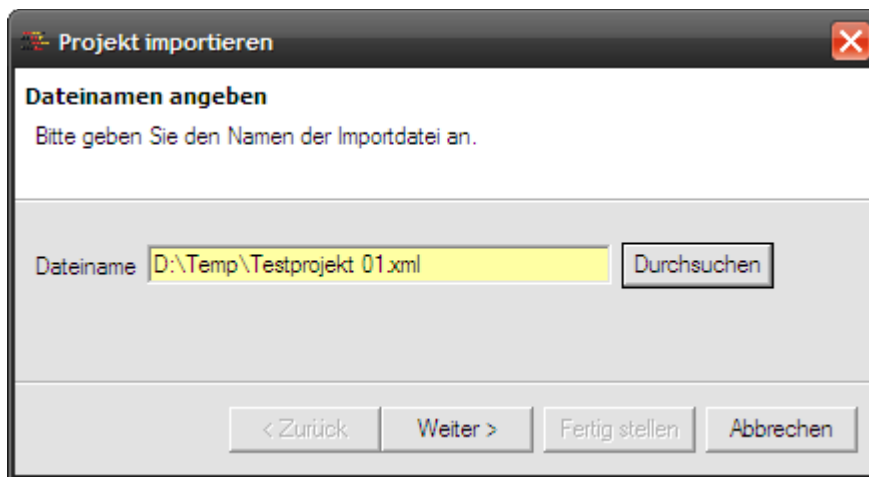 Projekt importieren
Dateinamen angeben
Bitte geben Sie den Namen der Importdatei an.
Dateiname D:\Temp\Testprojekt 01.xml Durchsuchen
< Zurück Weiter > Fertig stellen Abbrechen